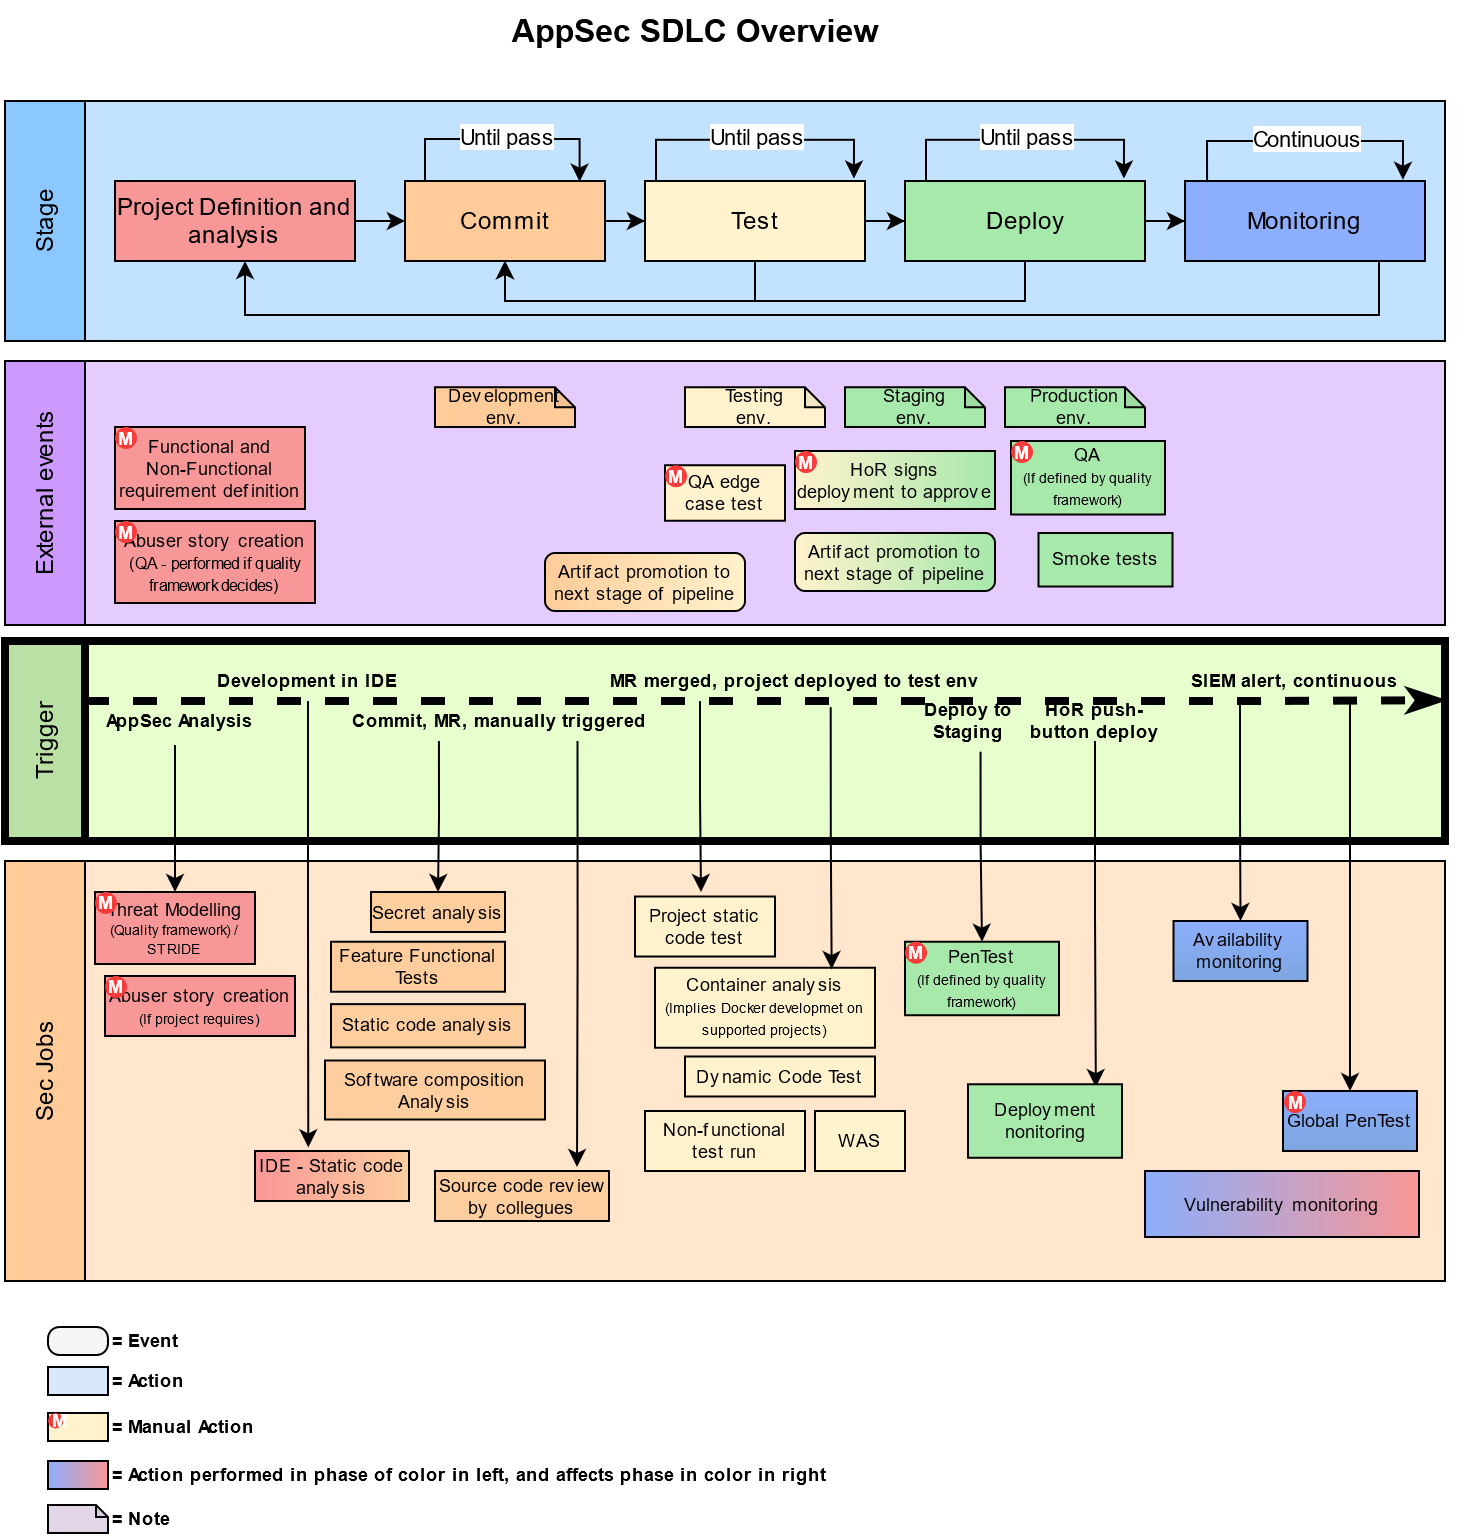 AppSec SDLC Overview
Stage
Until pass
Until pass
Until pass
Continuous
Project Definition and
analysis
Commit
Test
Deploy
Monitoring
External events
Development
env.
Testing
env.
Staging
env.
Production
env.
M
Functional and
Non-Functional
requirement definition
M
Abuser story creation
(QA - performed if quality
framework decides)
Artifact promotion to
next stage of pipeline
M
QA edge
case test
M
HoR signs
deployment to approve
Artifact promotion to
next stage of pipeline
M
QA
(If defined by quality
framework)
Smoke tests
Trigger
Development in IDE
MR merged, project deployed to test env
SIEM alert, continuous
AppSec Analysis
Commit, MR, manually triggered
Deploy to
Staging
HoR push-
button deploy
Sec Jobs
M
Threat Modelling
(Quality framework) /
STRIDE
M
Abuser story creation
(If project requires)
IDE - Static code
analysis
Secret analysis
Feature Functional
Tests
Static code analysis
Software composition
Analysis
Source code review
by collegues
Project static
code test
Container analysis
(Implies Docker developmet on
supported projects)
Dynamic Code Test
Non-functional
test run
WAS
M
PenTest
(If defined by quality
framework)
Deployment
nonitoring
Availability
monitoring
M
Global PenTest
Vulnerability monitoring
= Event
= Action
M
= Manual Action
= Action performed in phase of color in left, and affects phase in color in right
= Note